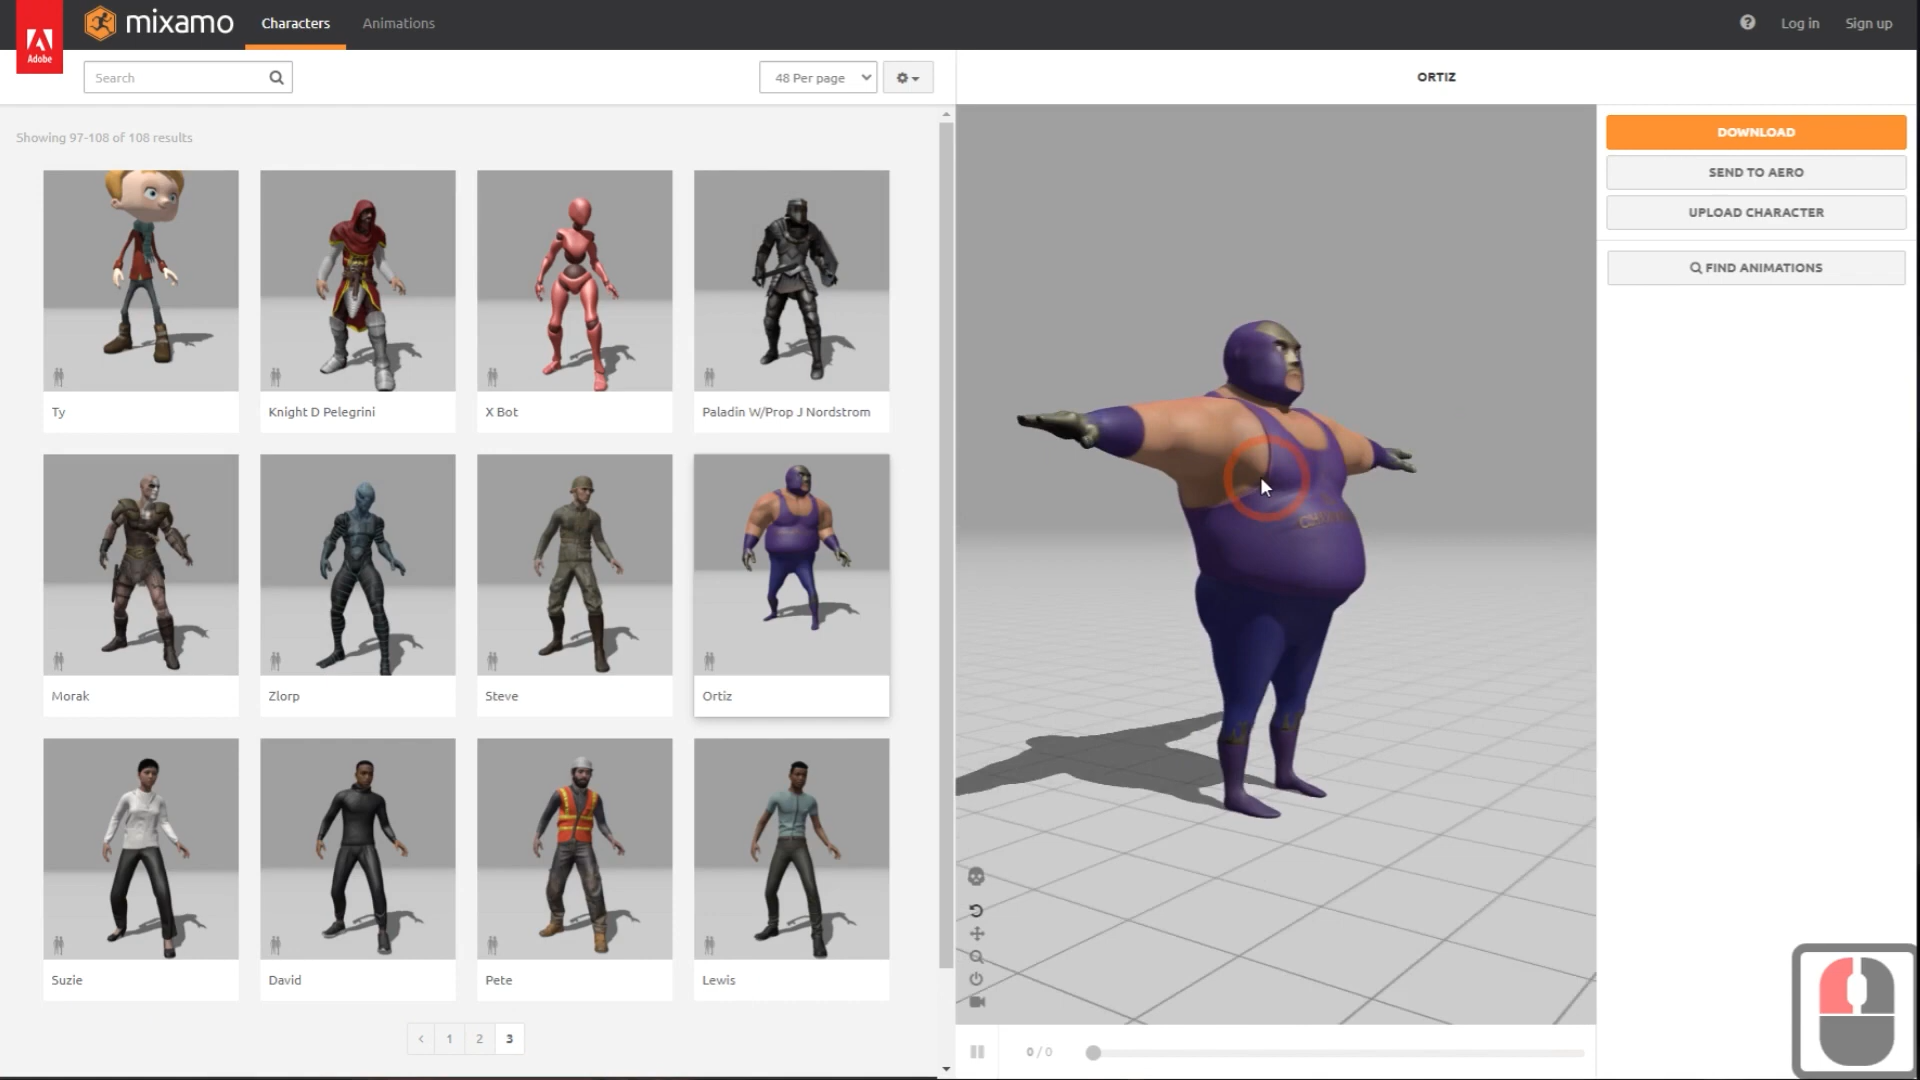 Adobe
mixamo
Characters
Animations
Log in
Sign up
Search
48 Per page
ORTIZ
Showing 97-108 of 108 results
DOWNLOAD
SEND TO AERO
UPLOAD CHARACTER
FIND ANIMATIONS
Ty
Knight D Pelegrini
X Bot
Paladin W/Prop J Nordstrom
Morak
Zlorp
Steve
Ortiz
Suzie
David
Pete
Lewis
< 1 2 3
0 / 0